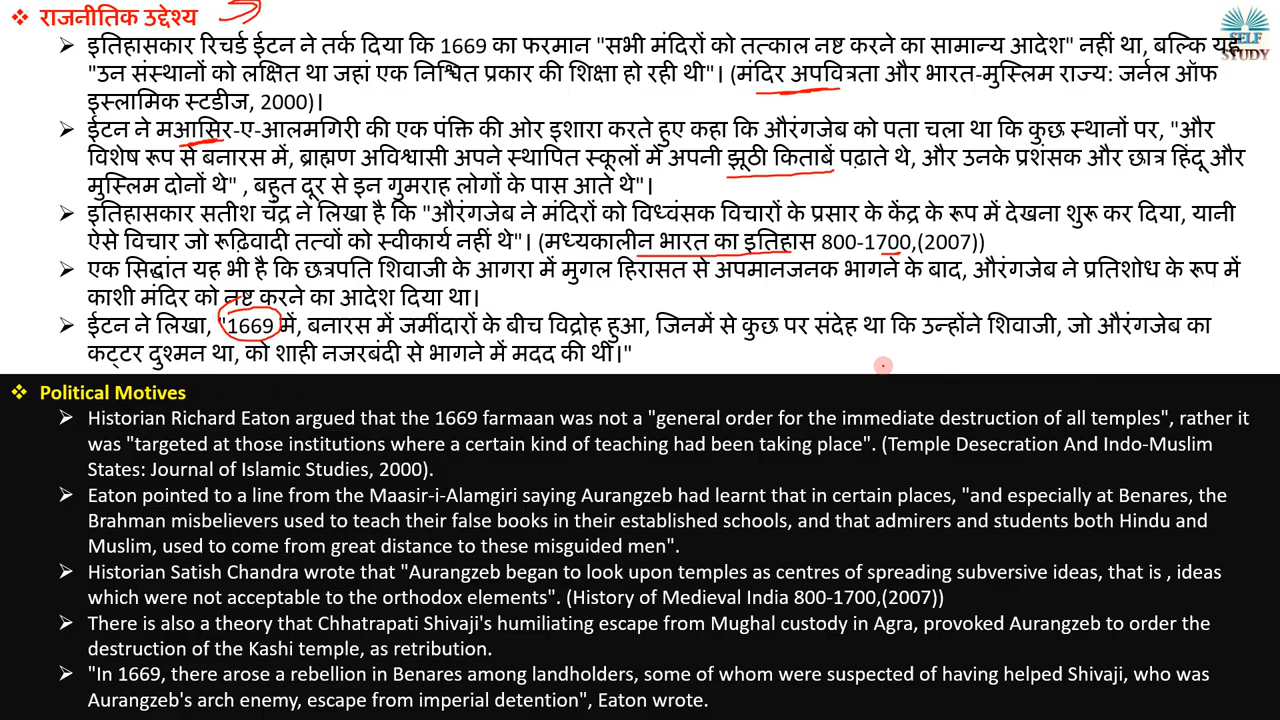 ❖ राजनीतिक उद्देश्य
➢ इतिहासकार रिचर्ड ईटन ने तर्क दिया कि 1669 का फरमान "सभी मंदिरों को तत्काल नष्ट करने का सामान्य आदेश" नहीं था, बल्कि यह
"उन संस्थानों को लक्षित था जहां एक निश्चित प्रकार की शिक्षा हो रही थी"। (मंदिर अपवित्रता और भारत-मुस्लिम राज्य: जर्नल ऑफ
इस्लामिक स्टडीज, 2000)।
➢ ईटन ने मआसिर-ए-आलमगिरी की एक पंक्ति की ओर इशारा करते हुए कहा कि औरंगजेब को पता चला था कि कुछ स्थानों पर, "और
विशेष रूप से बनारस में, ब्राह्मण अविश्वासी अपने स्थापित स्कूलों में अपनी झूठी किताबें पढ़ाते थे, और उनके प्रशंसक और छात्र हिंदू और
मुस्लिम दोनों थे" , बहुत दूर से इन गुमराह लोगों के पास आते थे"।
➢ इतिहासकार सतीश चंद्र ने लिखा है कि "औरंगजेब ने मंदिरों को विध्वंसक विचारों के प्रसार के केंद्र के रूप में देखना शुरू कर दिया, यानी
ऐसे विचार जो रूढ़िवादी तत्वों को स्वीकार्य नहीं थे"। (मध्यकालीन भारत का इतिहास 800-1700,(2007))
➢ एक सिद्धांत यह भी है कि छत्रपति शिवाजी के आगरा में मुगल हिरासत से अपमानजनक भागने के बाद, औरंगजेब ने प्रतिशोध के रूप में
काशी मंदिर को नष्ट करने का आदेश दिया था।
➢ ईटन ने लिखा, "1669 में, बनारस में जमींदारों के बीच विद्रोह हुआ, जिनमें से कुछ पर संदेह था कि उन्होंने शिवाजी, जो औरंगजेब का
कट्टर दुश्मन था, को शाही नजरबंदी से भागने में मदद की थी।"
SELF
STUDY
❖ Political Motives
➢ Historian Richard Eaton argued that the 1669 farmaan was not a "general order for the immediate destruction of all temples", rather it
was "targeted at those institutions where a certain kind of teaching had been taking place". (Temple Desecration And Indo-Muslim
States: Journal of Islamic Studies, 2000).
➢ Eaton pointed to a line from the Maasir-i-Alamgiri saying Aurangzeb had learnt that in certain places, "and especially at Benares, the
Brahman misbelievers used to teach their false books in their established schools, and that admirers and students both Hindu and
Muslim, used to come from great distance to these misguided men".
➢ Historian Satish Chandra wrote that "Aurangzeb began to look upon temples as centres of spreading subversive ideas, that is , ideas
which were not acceptable to the orthodox elements". (History of Medieval India 800-1700,(2007))
➢ There is also a theory that Chhatrapati Shivaji's humiliating escape from Mughal custody in Agra, provoked Aurangzeb to order the
destruction of the Kashi temple, as retribution.
➢ "In 1669, there arose a rebellion in Benares among landholders, some of whom were suspected of having helped Shivaji, who was
Aurangzeb's arch enemy, escape from imperial detention", Eaton wrote.